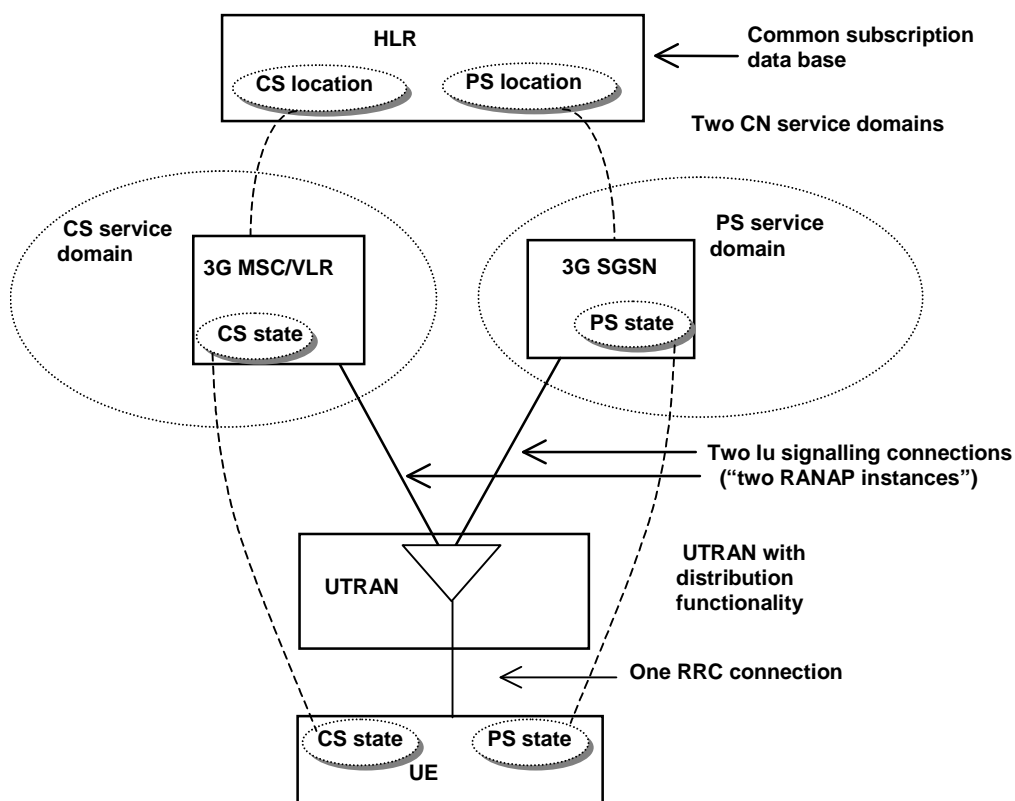 HLR
Common subscription
data base
CS location
PS location
Two CN service domains
CS service
domain
PS service
domain
3G MSC/VLR
3G SGSN
CS state
PS state
Two Iu signalling connections
(“two RANAP instances”)
UTRAN
UTRAN with
distribution
functionality
One RRC connection
CS state
PS state
UE